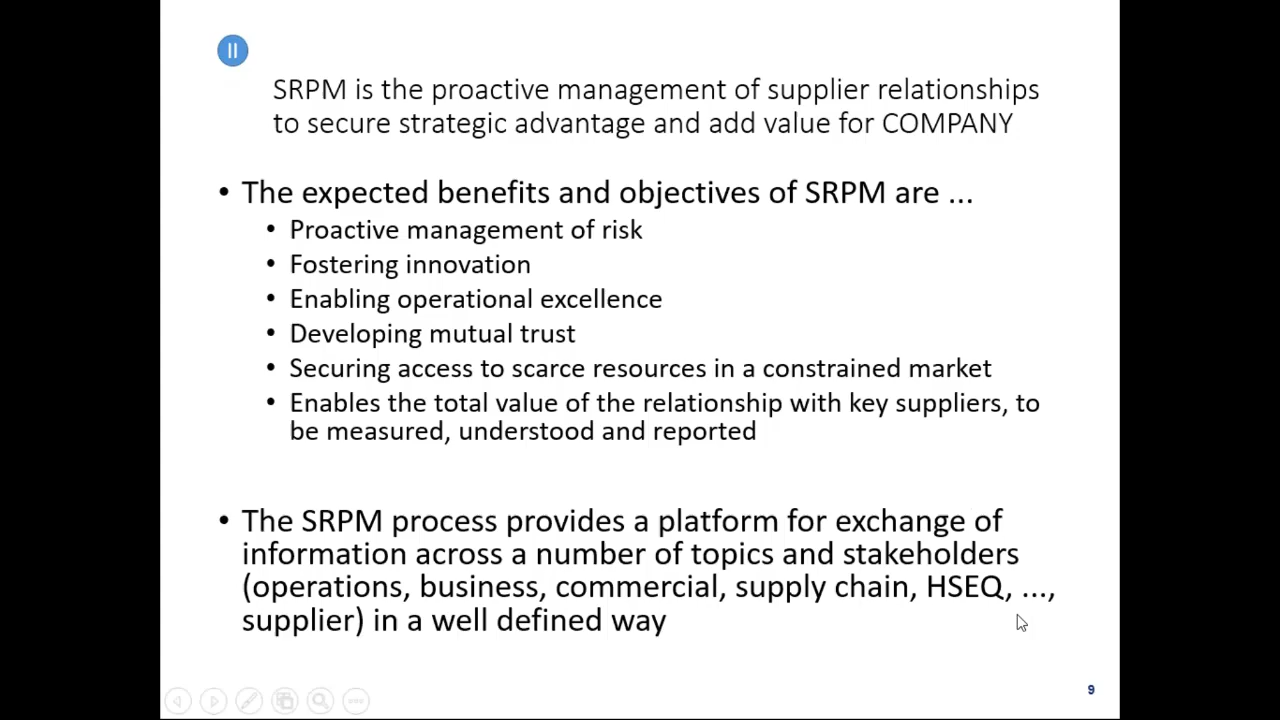 SRPM is the proactive management of supplier relationships
to secure strategic advantage and add value for COMPANY
• The expected benefits and objectives of SRPM are ...
• Proactive management of risk
• Fostering innovation
• Enabling operational excellence
• Developing mutual trust
• Securing access to scarce resources in a constrained market
• Enables the total value of the relationship with key suppliers, to
be measured, understood and reported
• The SRPM process provides a platform for exchange of
information across a number of topics and stakeholders
(operations, business, commercial, supply chain, HSEQ, ...,
supplier) in a well defined way
9